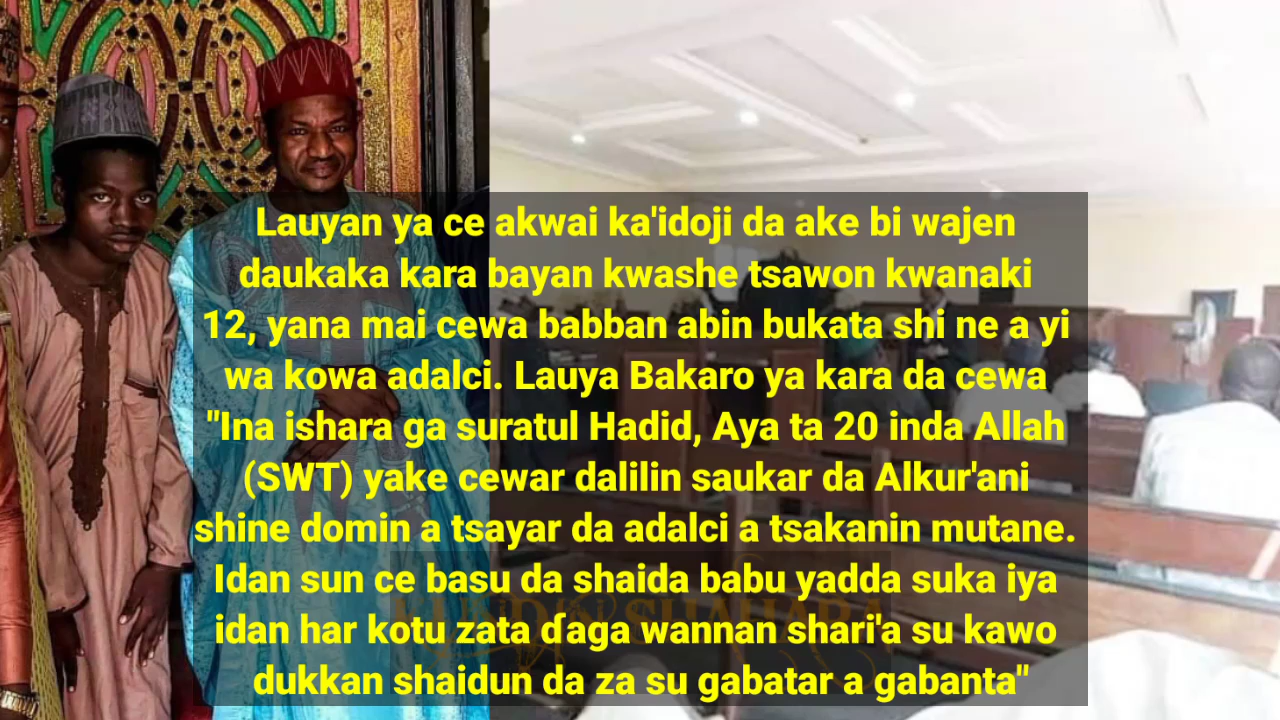 Lauyan ya ce akwai ka'idoji da ake bi wajen
daukaka kara bayan kwashe tsawon kwanaki
12, yana mai cewa babban abin bukata shi ne a yi
wa kowa adalci. Lauya Bakaro ya kara da cewa
"Ina ishara ga suratul Hadid, Aya ta 20 inda Allah
(SWT) yake cewar dalilin saukar da Alkur'ani
shine domin a tsayar da adalci a tsakanin mutane.
Idan sun ce basu da shaida babu yadda suka iya
idan har kotu zata ɗaga wannan shari'a su kawo
dukkan shaidun da za su gabatar a gabanta"